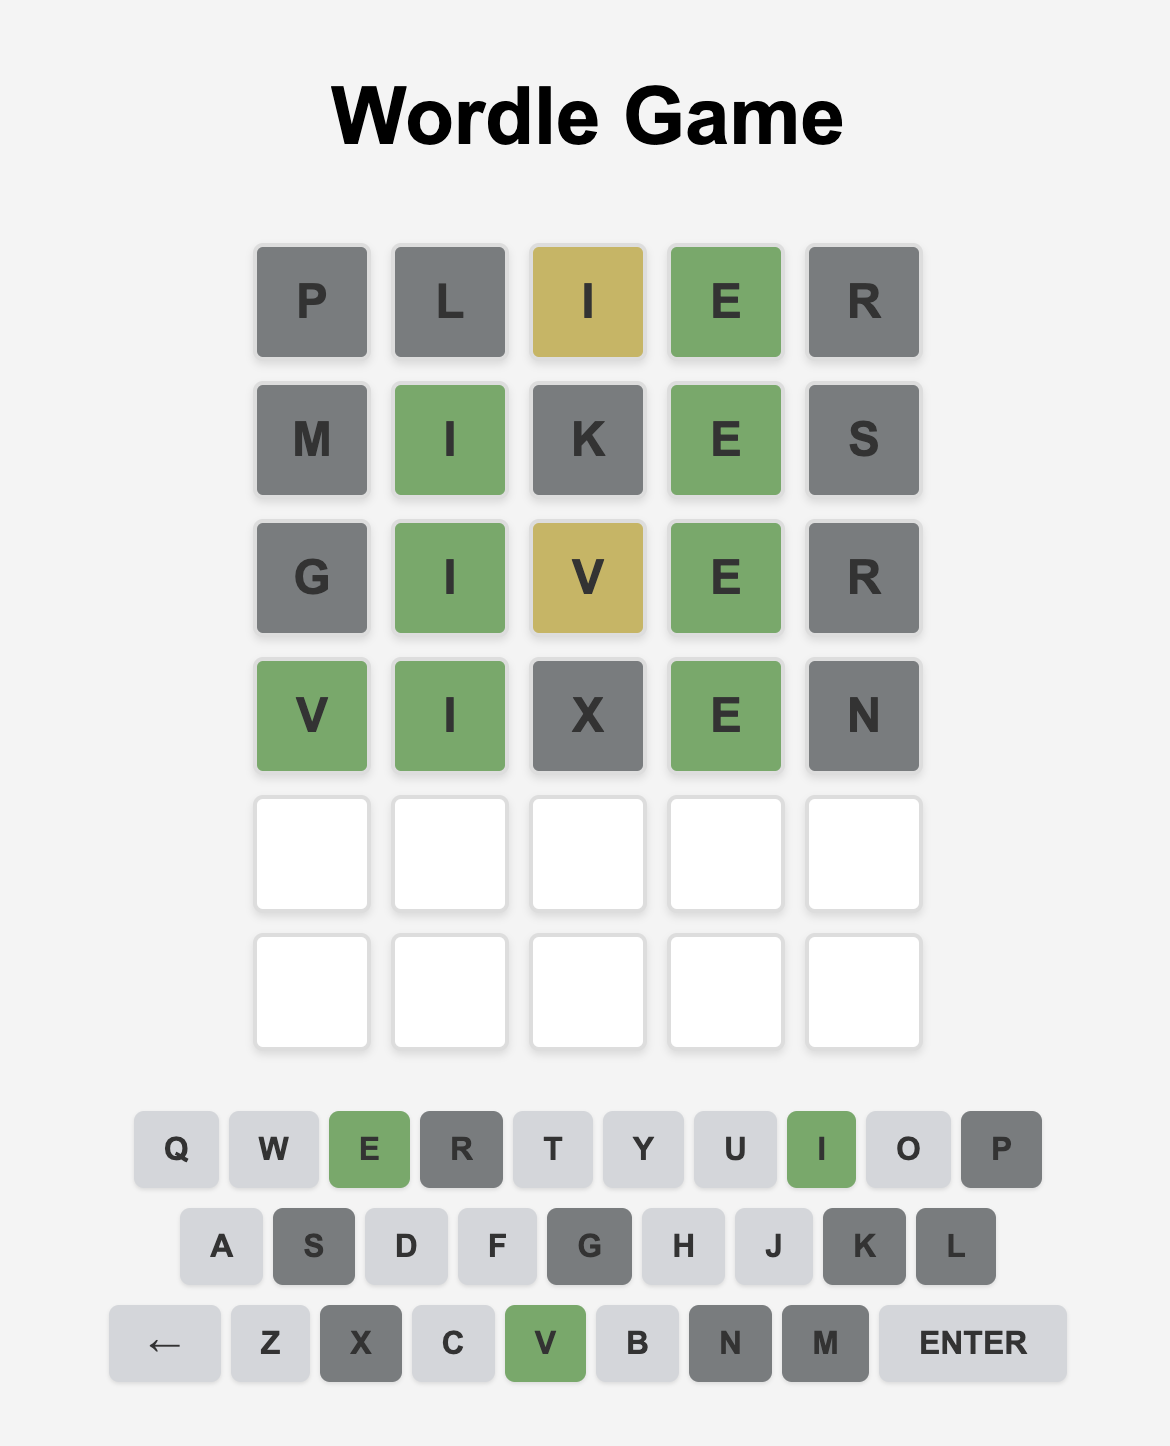 Wordle Game
P L I E R
M I K E S
G I V E R
V I X E N
Q W E R T Y U I O P
A S D F G H J K L
← Z X C V B N M ENTER